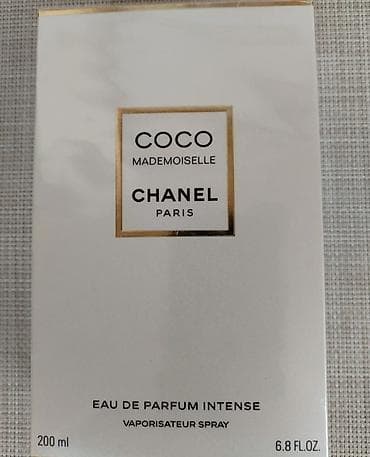 COCO
MADEMOISELLE
CHANEL
PARIS
EAU DE PARFUM INTENSE
VAPORISATEUR SPRAY
200 ml 6.8 FL.OZ.